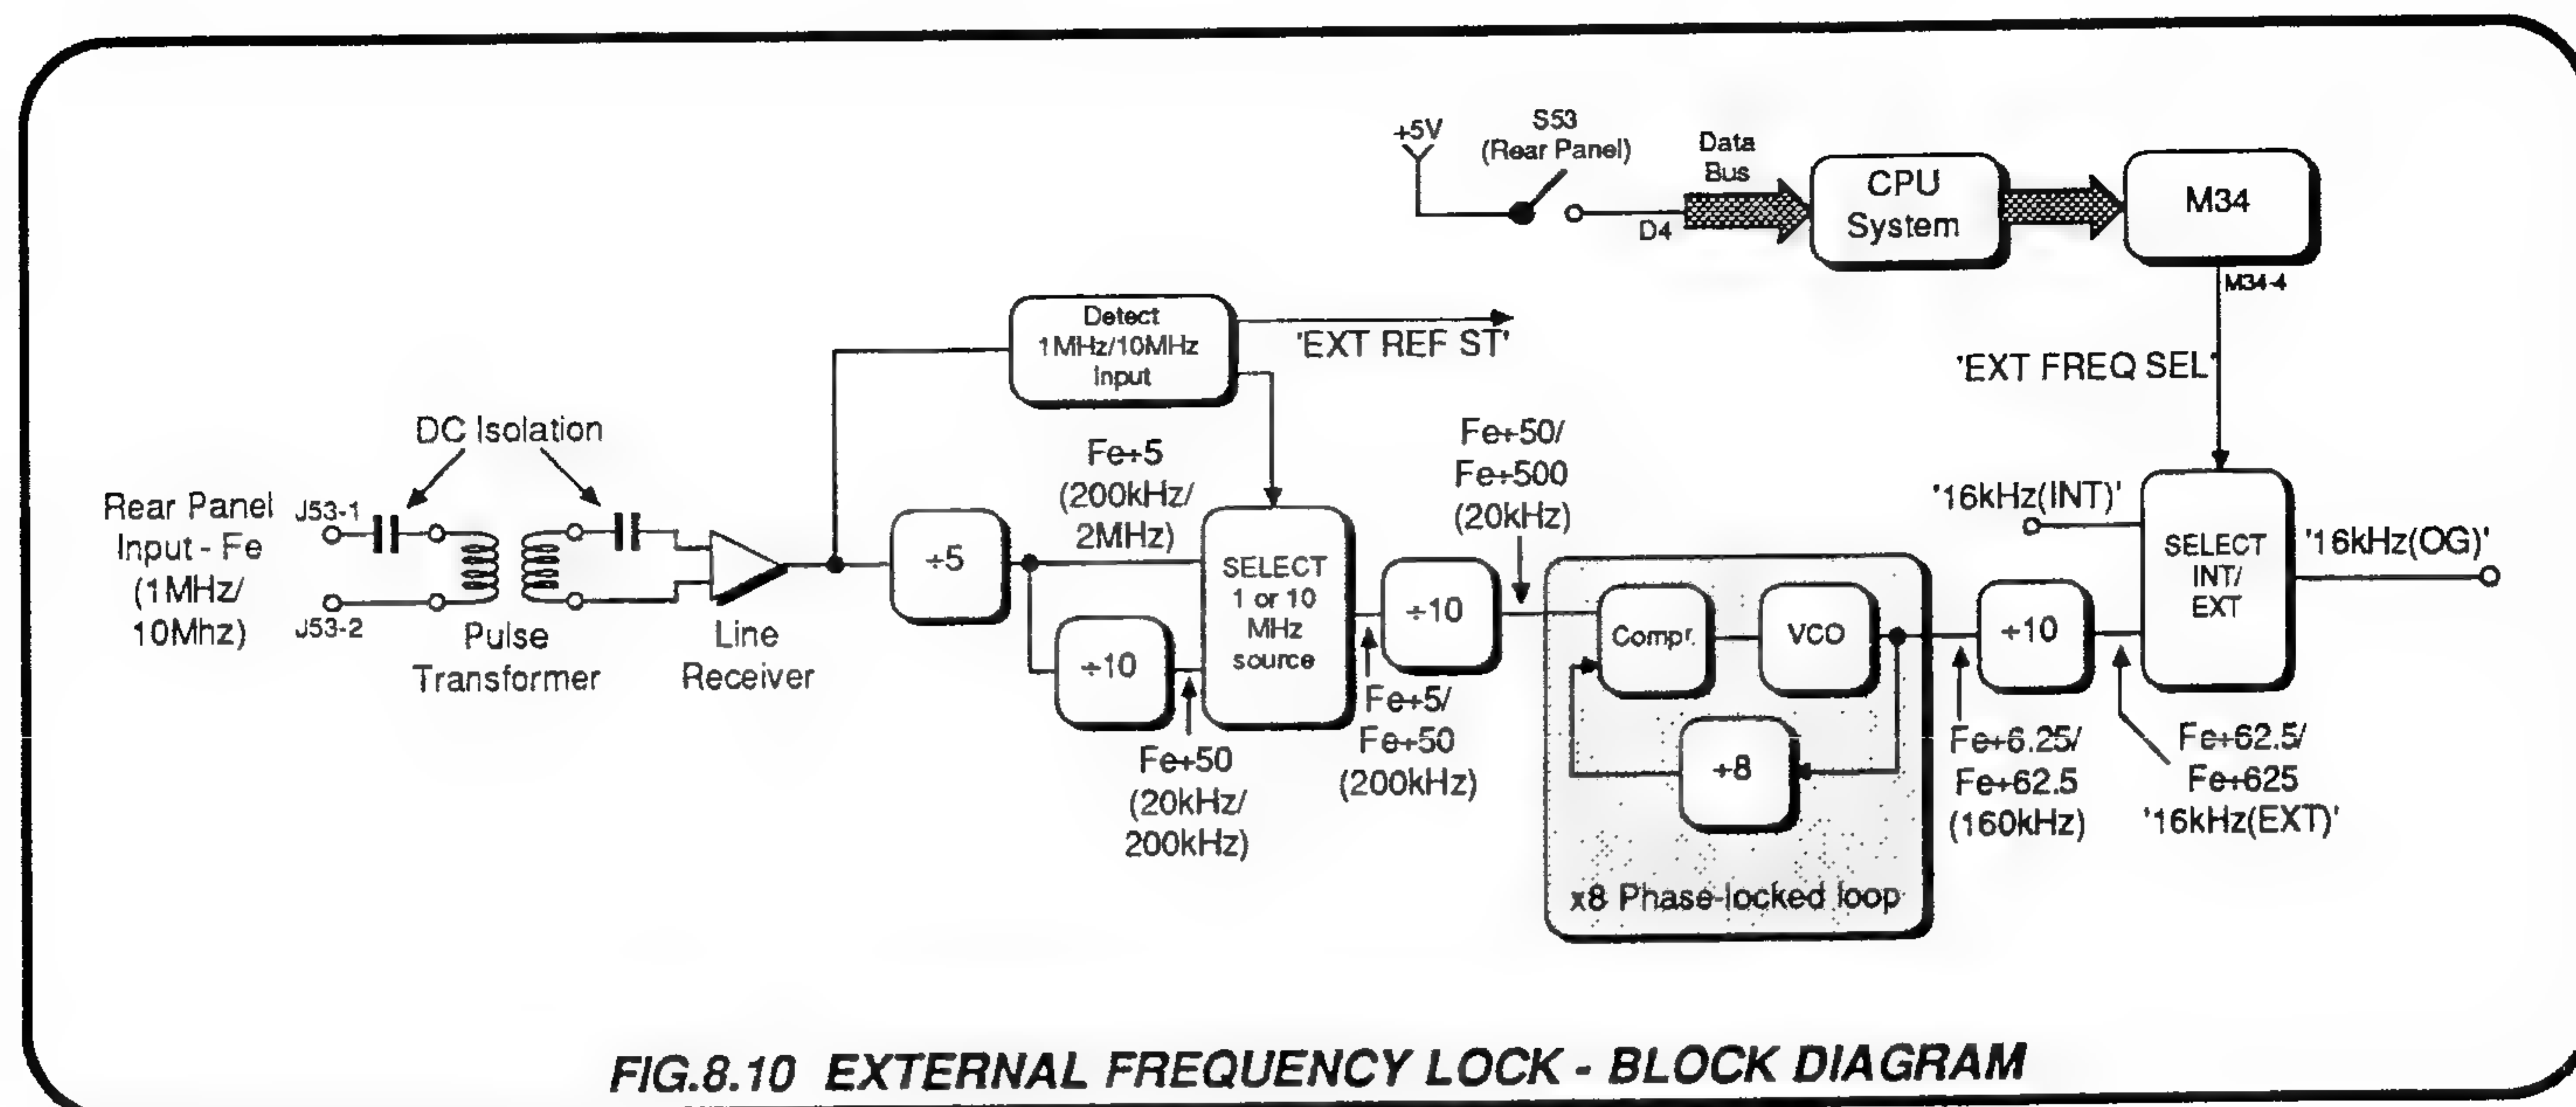 +5V
S53
(Rear Panel)
Data
Bus
D4
CPU
System
M34
M34-4
'EXT FREQ SEL'
Detect
1MHz/10MHz
Input
'EXT REF ST'
DC Isolation
Rear Panel
Input - Fe
(1MHz/
10Mhz)
J53-1
J53-2
Pulse
Transformer
Line
Receiver
÷5
Fe÷5
(200kHz/
2MHz)
÷10
Fe÷50
(20kHz/
200kHz)
SELECT
1 or 10
MHz
source
Fe÷5/
Fe÷50
(200kHz)
÷10
Fe÷50/
Fe÷500
(20kHz)
Compr.
VCO
÷8
x8 Phase-locked loop
Fe÷6.25/
Fe÷62.5
(160kHz)
÷10
Fe÷62.5/
Fe÷625
'16kHz(EXT)'
'16kHz(INT)'
SELECT
INT/
EXT
'16kHz(OG)'
FIG.8.10 EXTERNAL FREQUENCY LOCK - BLOCK DIAGRAM